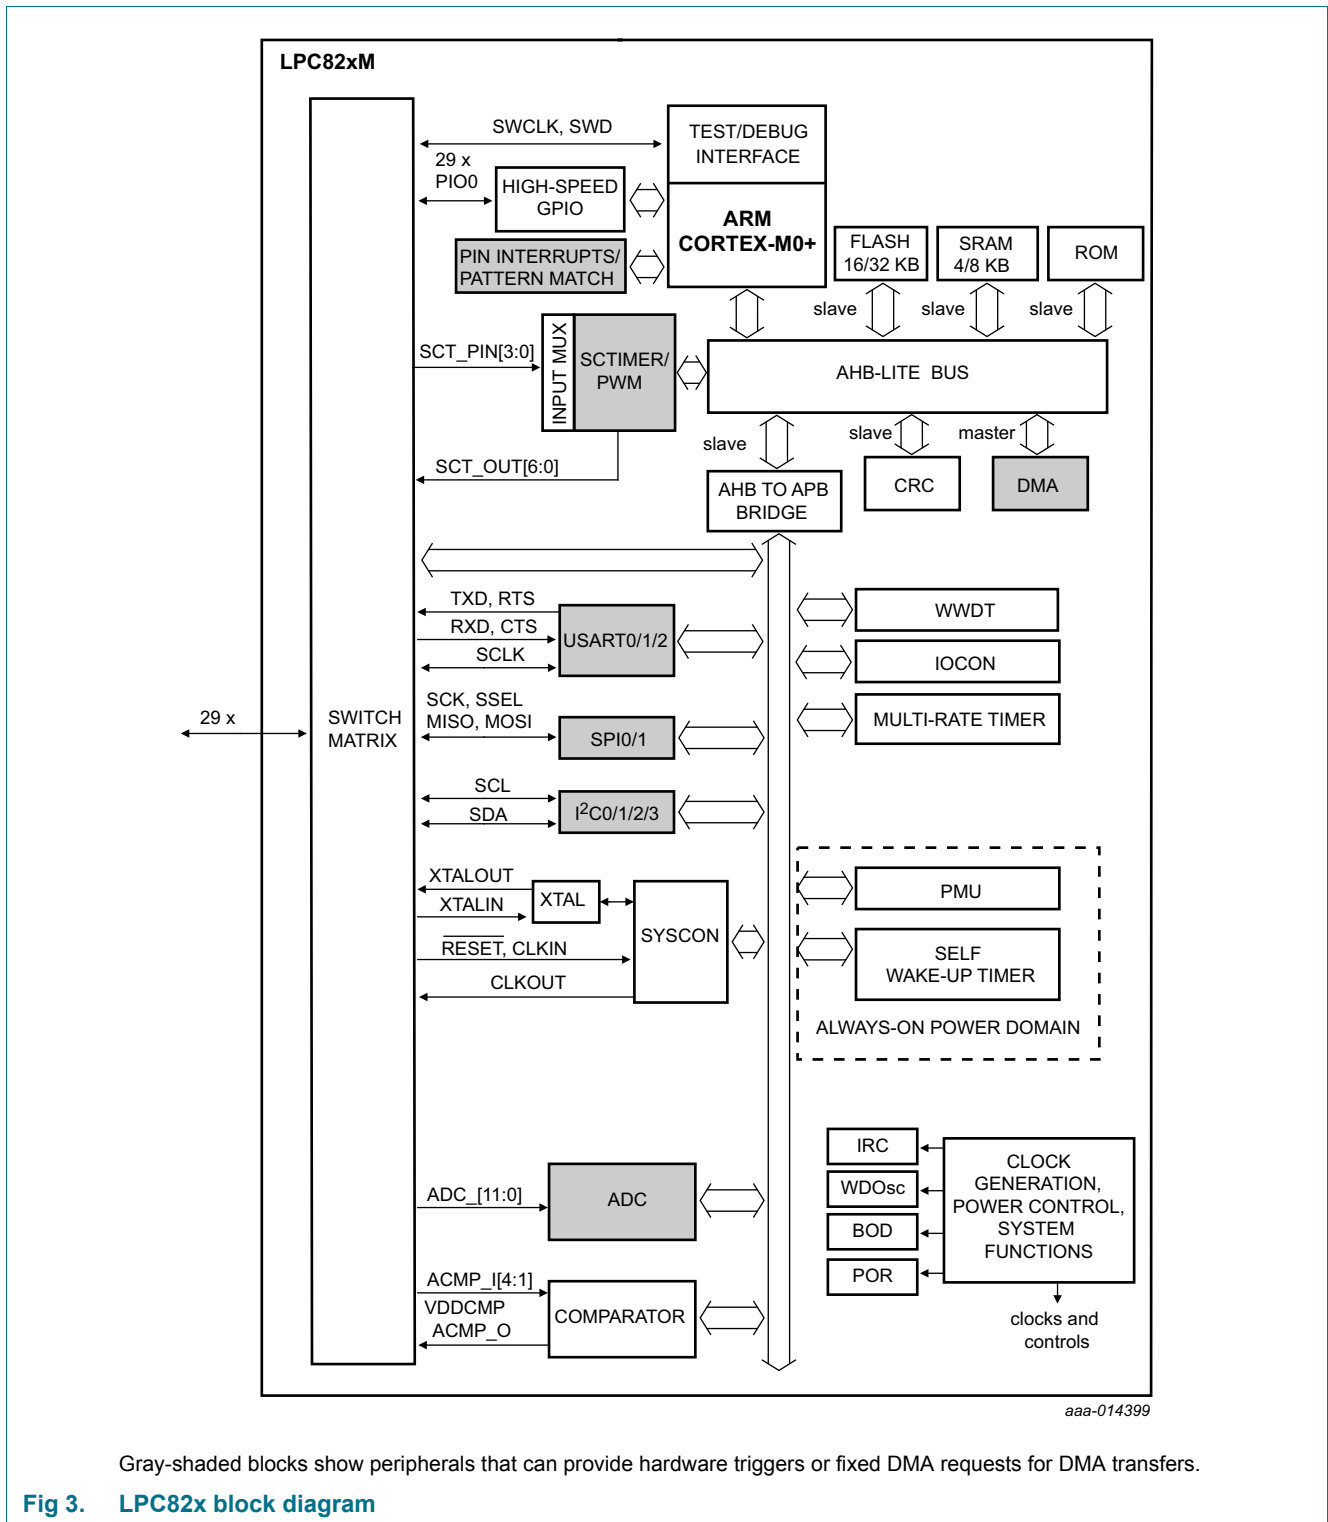 LPC82xM
SWCLK, SWD
TEST/DEBUG
INTERFACE
29 x
PIO0
HIGH-SPEED
GPIO
ARM
CORTEX-M0+
PIN INTERRUPTS/
PATTERN MATCH
FLASH
16/32 KB
SRAM
4/8 KB
ROM
slave
slave
slave
SCT_PIN[3:0]
INPUT MUX
SCTIMER/
PWM
AHB-LITE BUS
SCT_OUT[6:0]
slave
slave
master
AHB TO APB
BRIDGE
CRC
DMA
TXD, RTS
RXD, CTS
SCLK
USART0/1/2
WWDT
IOCON
MULTI-RATE TIMER
29 x
SWITCH
MATRIX
SCK, SSEL
MISO, MOSI
SPI0/1
SCL
SDA
I2C0/1/2/3
XTALOUT
XTALIN
XTAL
RESET, CLKIN
CLKOUT
SYSCON
PMU
SELF
WAKE-UP TIMER
ALWAYS-ON POWER DOMAIN
ADC_[11:0]
ADC
IRC
WDOsc
BOD
POR
CLOCK
GENERATION,
POWER CONTROL,
SYSTEM
FUNCTIONS
clocks and
controls
ACMP_I[4:1]
VDDCMP
ACMP_O
COMPARATOR
aaa-014399
Gray-shaded blocks show peripherals that can provide hardware triggers or fixed DMA requests for DMA transfers.
Fig 3. LPC82x block diagram